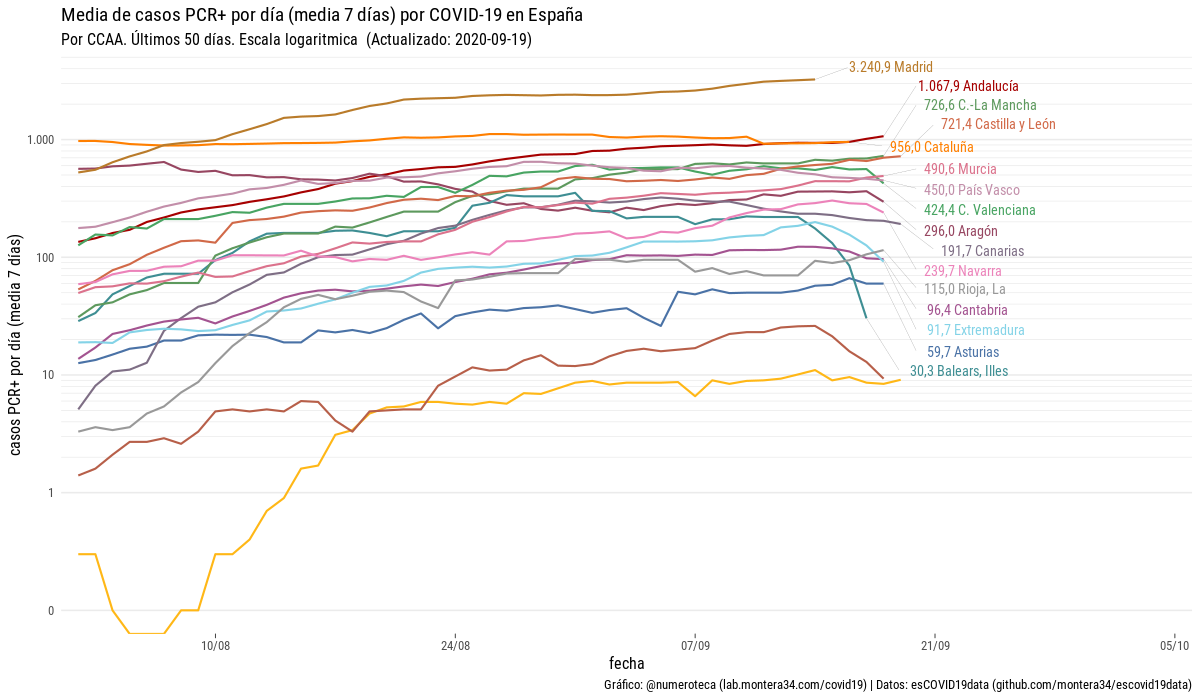 Media de casos PCR+ por día (media 7 días) por COVID-19 en España
Por CCAA. Últimos 50 días. Escala logarítmica  (Actualizado: 2020-09-19)
3.240,9 Madrid
1.067,9 Andalucía
726,6 C.-La Mancha
721,4 Castilla y León
956,0 Cataluña
490,6 Murcia
450,0 País Vasco
424,4 C. Valenciana
296,0 Aragón
191,7 Canarias
239,7 Navarra
115,0 Rioja, La
96,4 Cantabria
91,7 Extremadura
59,7 Asturias
30,3 Balears, Illes
casos PCR+ por día (media  7 días)
1.000
100
10
1
0
10/08
24/08
07/09
21/09
05/10
fecha
Gráfico: @numeroteca (lab.montera34.com/covid19) | Datos: esCOVID19data (github.com/montera34/escovid19data)